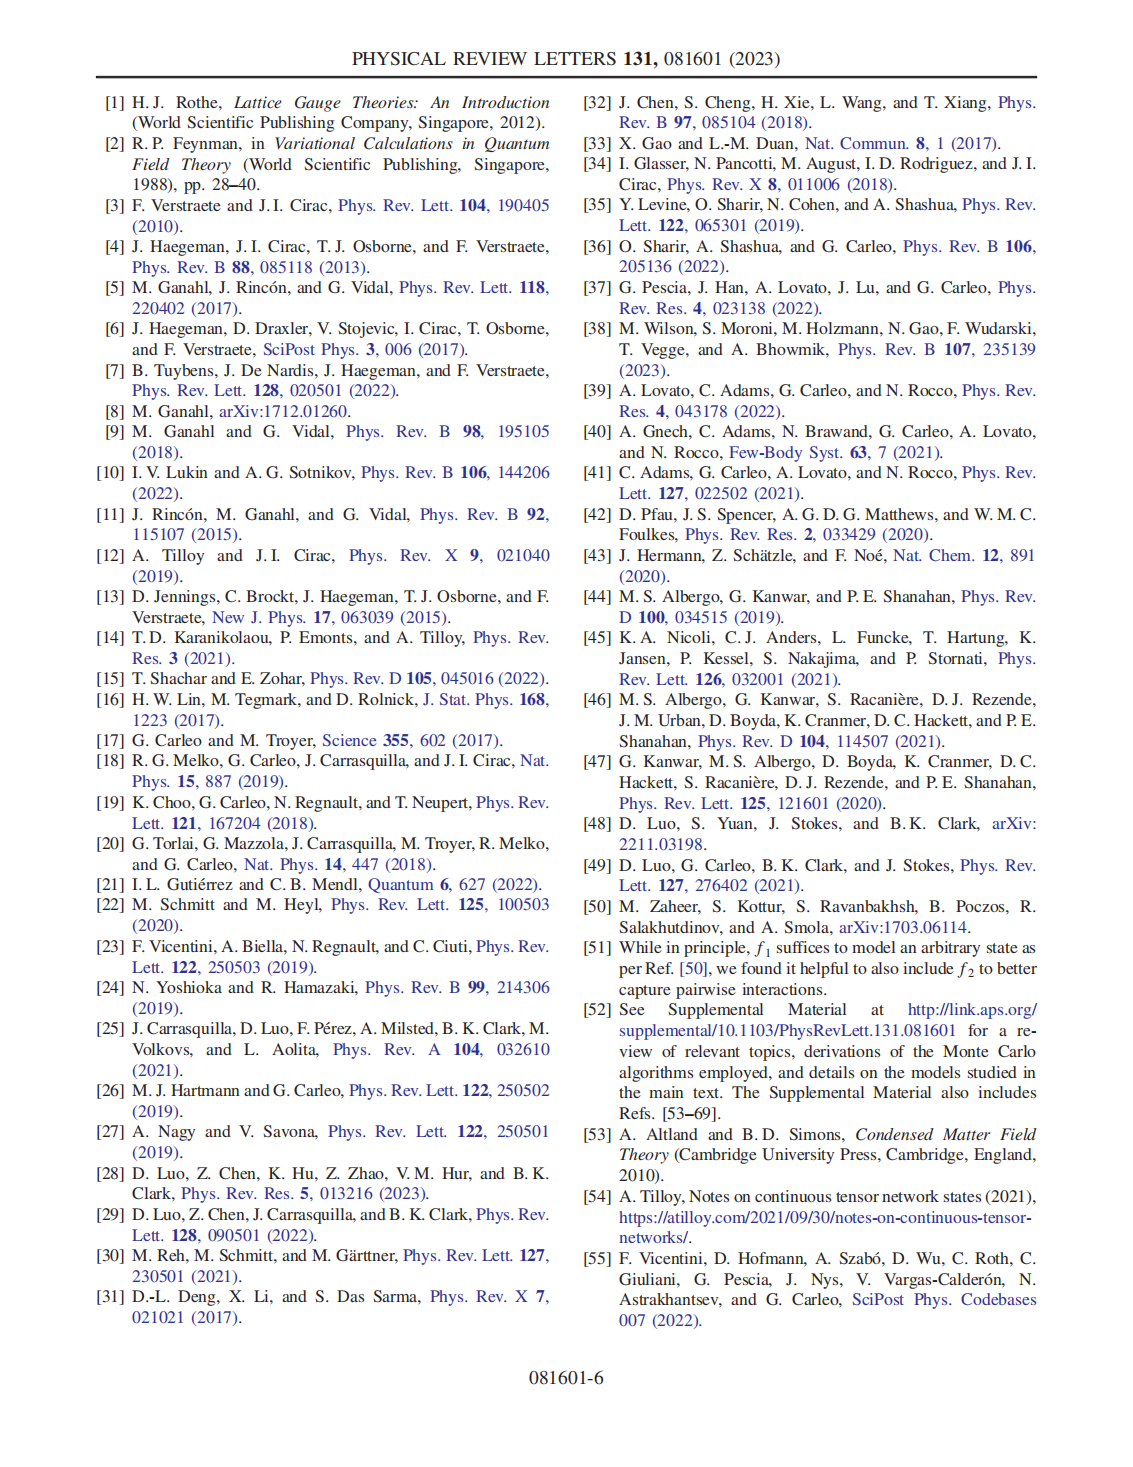 PHYSICAL REVIEW LETTERS 131, 081601 (2023)
[1] H. J. Rothe, Lattice Gauge Theories: An Introduction
(World Scientific Publishing Company, Singapore, 2012).
[2] R. P. Feynman, in Variational Calculations in Quantum
Field Theory (World Scientific Publishing, Singapore,
1988), pp. 28–40.
[3] F. Verstraete and J. I. Cirac, Phys. Rev. Lett. 104, 190405
(2010).
[4] J. Haegeman, J. I. Cirac, T. J. Osborne, and F. Verstraete,
Phys. Rev. B 88, 085118 (2013).
[5] M. Ganahl, J. Rincón, and G. Vidal, Phys. Rev. Lett. 118,
220402 (2017).
[6] J. Haegeman, D. Draxler, V. Stojevic, I. Cirac, T. Osborne,
and F. Verstraete, SciPost Phys. 3, 006 (2017).
[7] B. Tuybens, J. De Nardis, J. Haegeman, and F. Verstraete,
Phys. Rev. Lett. 128, 020501 (2022).
[8] M. Ganahl, arXiv:1712.01260.
[9] M. Ganahl and G. Vidal, Phys. Rev. B 98, 195105
(2018).
[10] I. V. Lukin and A. G. Sotnikov, Phys. Rev. B 106, 144206
(2022).
[11] J. Rincón, M. Ganahl, and G. Vidal, Phys. Rev. B 92,
115107 (2015).
[12] A. Tilloy and J. I. Cirac, Phys. Rev. X 9, 021040
(2019).
[13] D. Jennings, C. Brockt, J. Haegeman, T. J. Osborne, and F.
Verstraete, New J. Phys. 17, 063039 (2015).
[14] T. D. Karanikolaou, P. Emonts, and A. Tilloy, Phys. Rev.
Res. 3 (2021).
[15] T. Shachar and E. Zohar, Phys. Rev. D 105, 045016 (2022).
[16] H. W. Lin, M. Tegmark, and D. Rolnick, J. Stat. Phys. 168,
1223 (2017).
[17] G. Carleo and M. Troyer, Science 355, 602 (2017).
[18] R. G. Melko, G. Carleo, J. Carrasquilla, and J. I. Cirac, Nat.
Phys. 15, 887 (2019).
[19] K. Choo, G. Carleo, N. Regnault, and T. Neupert, Phys. Rev.
Lett. 121, 167204 (2018).
[20] G. Torlai, G. Mazzola, J. Carrasquilla, M. Troyer, R. Melko,
and G. Carleo, Nat. Phys. 14, 447 (2018).
[21] I. L. Gutiérrez and C. B. Mendl, Quantum 6, 627 (2022).
[22] M. Schmitt and M. Heyl, Phys. Rev. Lett. 125, 100503
(2020).
[23] F. Vicentini, A. Biella, N. Regnault, and C. Ciuti, Phys. Rev.
Lett. 122, 250503 (2019).
[24] N. Yoshioka and R. Hamazaki, Phys. Rev. B 99, 214306
(2019).
[25] J. Carrasquilla, D. Luo, F. Pérez, A. Milsted, B. K. Clark, M.
Volkovs, and L. Aolita, Phys. Rev. A 104, 032610
(2021).
[26] M. J. Hartmann and G. Carleo, Phys. Rev. Lett. 122, 250502
(2019).
[27] A. Nagy and V. Savona, Phys. Rev. Lett. 122, 250501
(2019).
[28] D. Luo, Z. Chen, K. Hu, Z. Zhao, V. M. Hur, and B. K.
Clark, Phys. Rev. Res. 5, 013216 (2023).
[29] D. Luo, Z. Chen, J. Carrasquilla, and B. K. Clark, Phys. Rev.
Lett. 128, 090501 (2022).
[30] M. Reh, M. Schmitt, and M. Gärttner, Phys. Rev. Lett. 127,
230501 (2021).
[31] D.-L. Deng, X. Li, and S. Das Sarma, Phys. Rev. X 7,
021021 (2017).
[32] J. Chen, S. Cheng, H. Xie, L. Wang, and T. Xiang, Phys.
Rev. B 97, 085104 (2018).
[33] X. Gao and L.-M. Duan, Nat. Commun. 8, 1 (2017).
[34] I. Glasser, N. Pancotti, M. August, I. D. Rodriguez, and J. I.
Cirac, Phys. Rev. X 8, 011006 (2018).
[35] Y. Levine, O. Sharir, N. Cohen, and A. Shashua, Phys. Rev.
Lett. 122, 065301 (2019).
[36] O. Sharir, A. Shashua, and G. Carleo, Phys. Rev. B 106,
205136 (2022).
[37] G. Pescia, J. Han, A. Lovato, J. Lu, and G. Carleo, Phys.
Rev. Res. 4, 023138 (2022).
[38] M. Wilson, S. Moroni, M. Holzmann, N. Gao, F. Wudarski,
T. Vegge, and A. Bhowmik, Phys. Rev. B 107, 235139
(2023).
[39] A. Lovato, C. Adams, G. Carleo, and N. Rocco, Phys. Rev.
Res. 4, 043178 (2022).
[40] A. Gnech, C. Adams, N. Brawand, G. Carleo, A. Lovato,
and N. Rocco, Few-Body Syst. 63, 7 (2021).
[41] C. Adams, G. Carleo, A. Lovato, and N. Rocco, Phys. Rev.
Lett. 127, 022502 (2021).
[42] D. Pfau, J. S. Spencer, A. G. D. G. Matthews, and W. M. C.
Foulkes, Phys. Rev. Res. 2, 033429 (2020).
[43] J. Hermann, Z. Schätzle, and F. Noé, Nat. Chem. 12, 891
(2020).
[44] M. S. Albergo, G. Kanwar, and P. E. Shanahan, Phys. Rev.
D 100, 034515 (2019).
[45] K. A. Nicoli, C. J. Anders, L. Funcke, T. Hartung, K.
Jansen, P. Kessel, S. Nakajima, and P. Stornati, Phys.
Rev. Lett. 126, 032001 (2021).
[46] M. S. Albergo, G. Kanwar, S. Racanière, D. J. Rezende,
J. M. Urban, D. Boyda, K. Cranmer, D. C. Hackett, and P. E.
Shanahan, Phys. Rev. D 104, 114507 (2021).
[47] G. Kanwar, M. S. Albergo, D. Boyda, K. Cranmer, D. C.
Hackett, S. Racanière, D. J. Rezende, and P. E. Shanahan,
Phys. Rev. Lett. 125, 121601 (2020).
[48] D. Luo, S. Yuan, J. Stokes, and B. K. Clark, arXiv:
2211.03198.
[49] D. Luo, G. Carleo, B. K. Clark, and J. Stokes, Phys. Rev.
Lett. 127, 276402 (2021).
[50] M. Zaheer, S. Kottur, S. Ravanbakhsh, B. Poczos, R.
Salakhutdinov, and A. Smola, arXiv:1703.06114.
[51] While in principle, f1 suffices to model an arbitrary state as
per Ref. [50], we found it helpful to also include f2 to better
capture pairwise interactions.
[52] See Supplemental Material at http://link.aps.org/
supplemental/10.1103/PhysRevLett.131.081601 for a re-
view of relevant topics, derivations of the Monte Carlo
algorithms employed, and details on the models studied in
the main text. The Supplemental Material also includes
Refs. [53–69].
[53] A. Altland and B. D. Simons, Condensed Matter Field
Theory (Cambridge University Press, Cambridge, England,
2010).
[54] A. Tilloy, Notes on continuous tensor network states (2021),
https://atilloy.com/2021/09/30/notes-on-continuous-tensor-
networks/.
[55] F. Vicentini, D. Hofmann, A. Szabó, D. Wu, C. Roth, C.
Giuliani, G. Pescia, J. Nys, V. Vargas-Calderón, N.
Astrakhantsev, and G. Carleo, SciPost Phys. Codebases
007 (2022).
081601-6